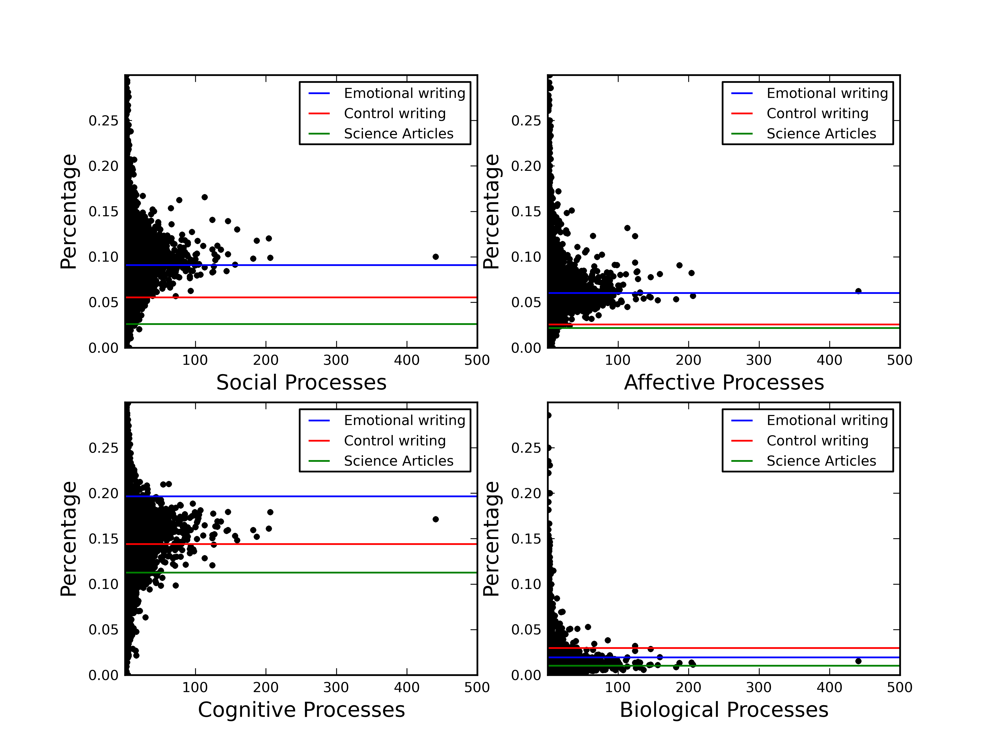 Percentage
0.25
0.20
0.15
0.10
0.05
0.00
Emotional writing
Control writing
Science Articles
100 200 300 400 500
Social Processes
Percentage
0.25
0.20
0.15
0.10
0.05
0.00
Emotional writing
Control writing
Science Articles
100 200 300 400 500
Affective Processes
Percentage
0.25
0.20
0.15
0.10
0.05
0.00
Emotional writing
Control writing
Science Articles
100 200 300 400 500
Cognitive Processes
Percentage
0.25
0.20
0.15
0.10
0.05
0.00
Emotional writing
Control writing
Science Articles
100 200 300 400 500
Biological Processes